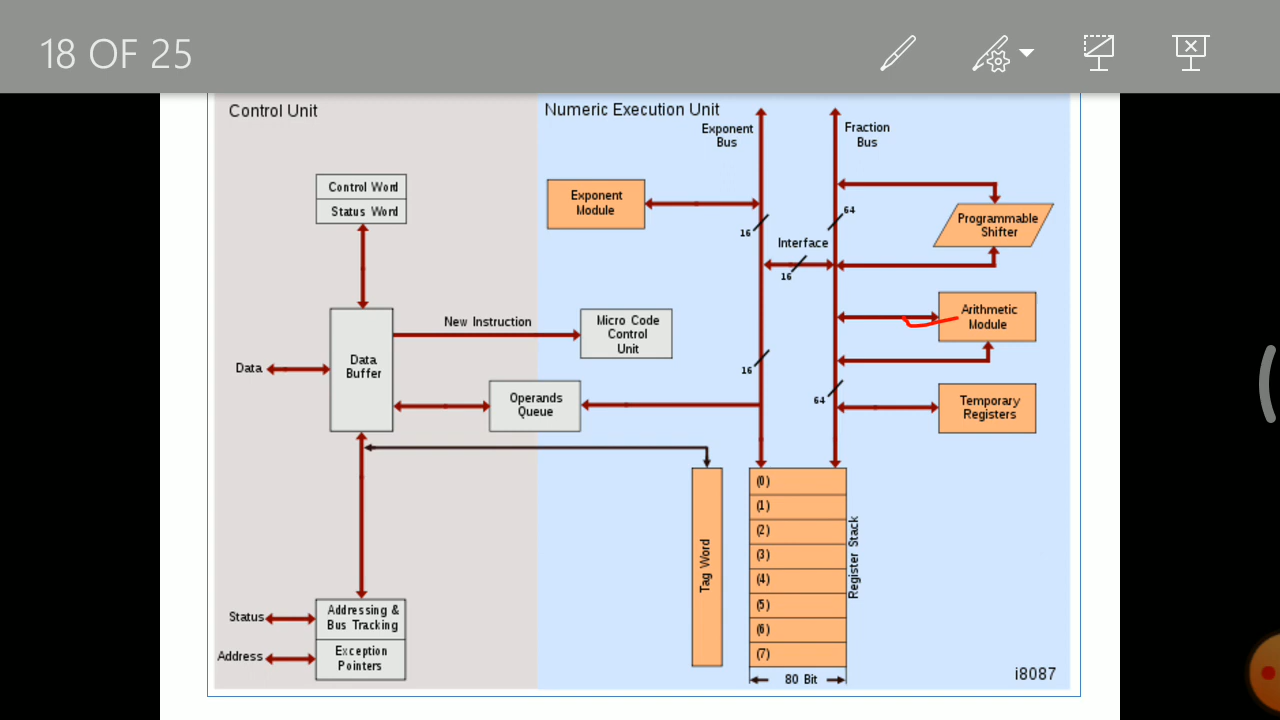 18 OF 25
Control Unit
Numeric Execution Unit
Exponent
Bus
Fraction
Bus
Control Word
Status Word
Exponent
Module
16
64
Programmable
Shifter
Interface
16
New Instruction
Micro Code
Control
Unit
Arithmetic
Module
Data
Data
Buffer
16
64
Operands
Queue
Temporary
Registers
Tag Word
(0)
(1)
(2)
(3)
(4)
(5)
(6)
(7)
Register Stack
80 Bit
Status
Addressing &
Bus Tracking
Address
Exception
Pointers
i8087